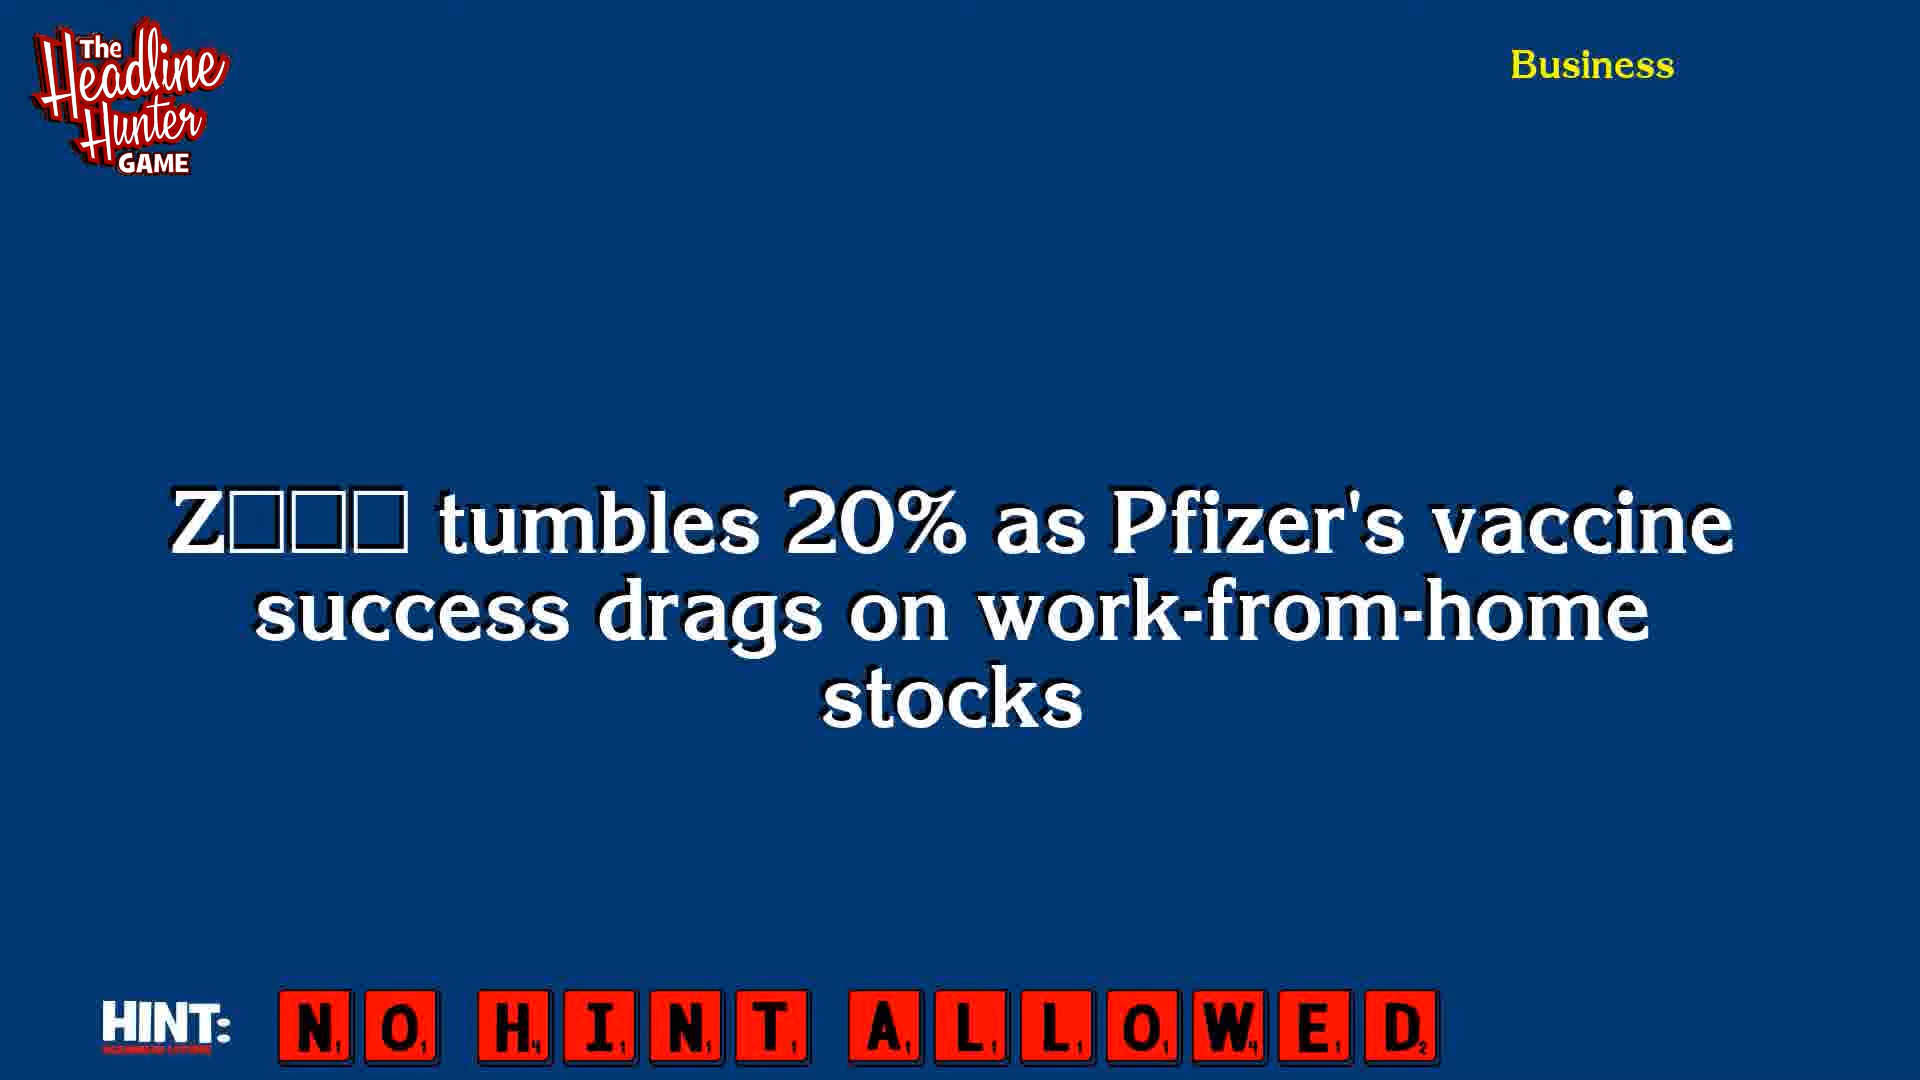 The
Headline
Hunter
GAME
Business
Z□□□ tumbles 20% as Pfizer's vaccine
success drags on work-from-home
stocks
HINT: NO HINT ALLOWED